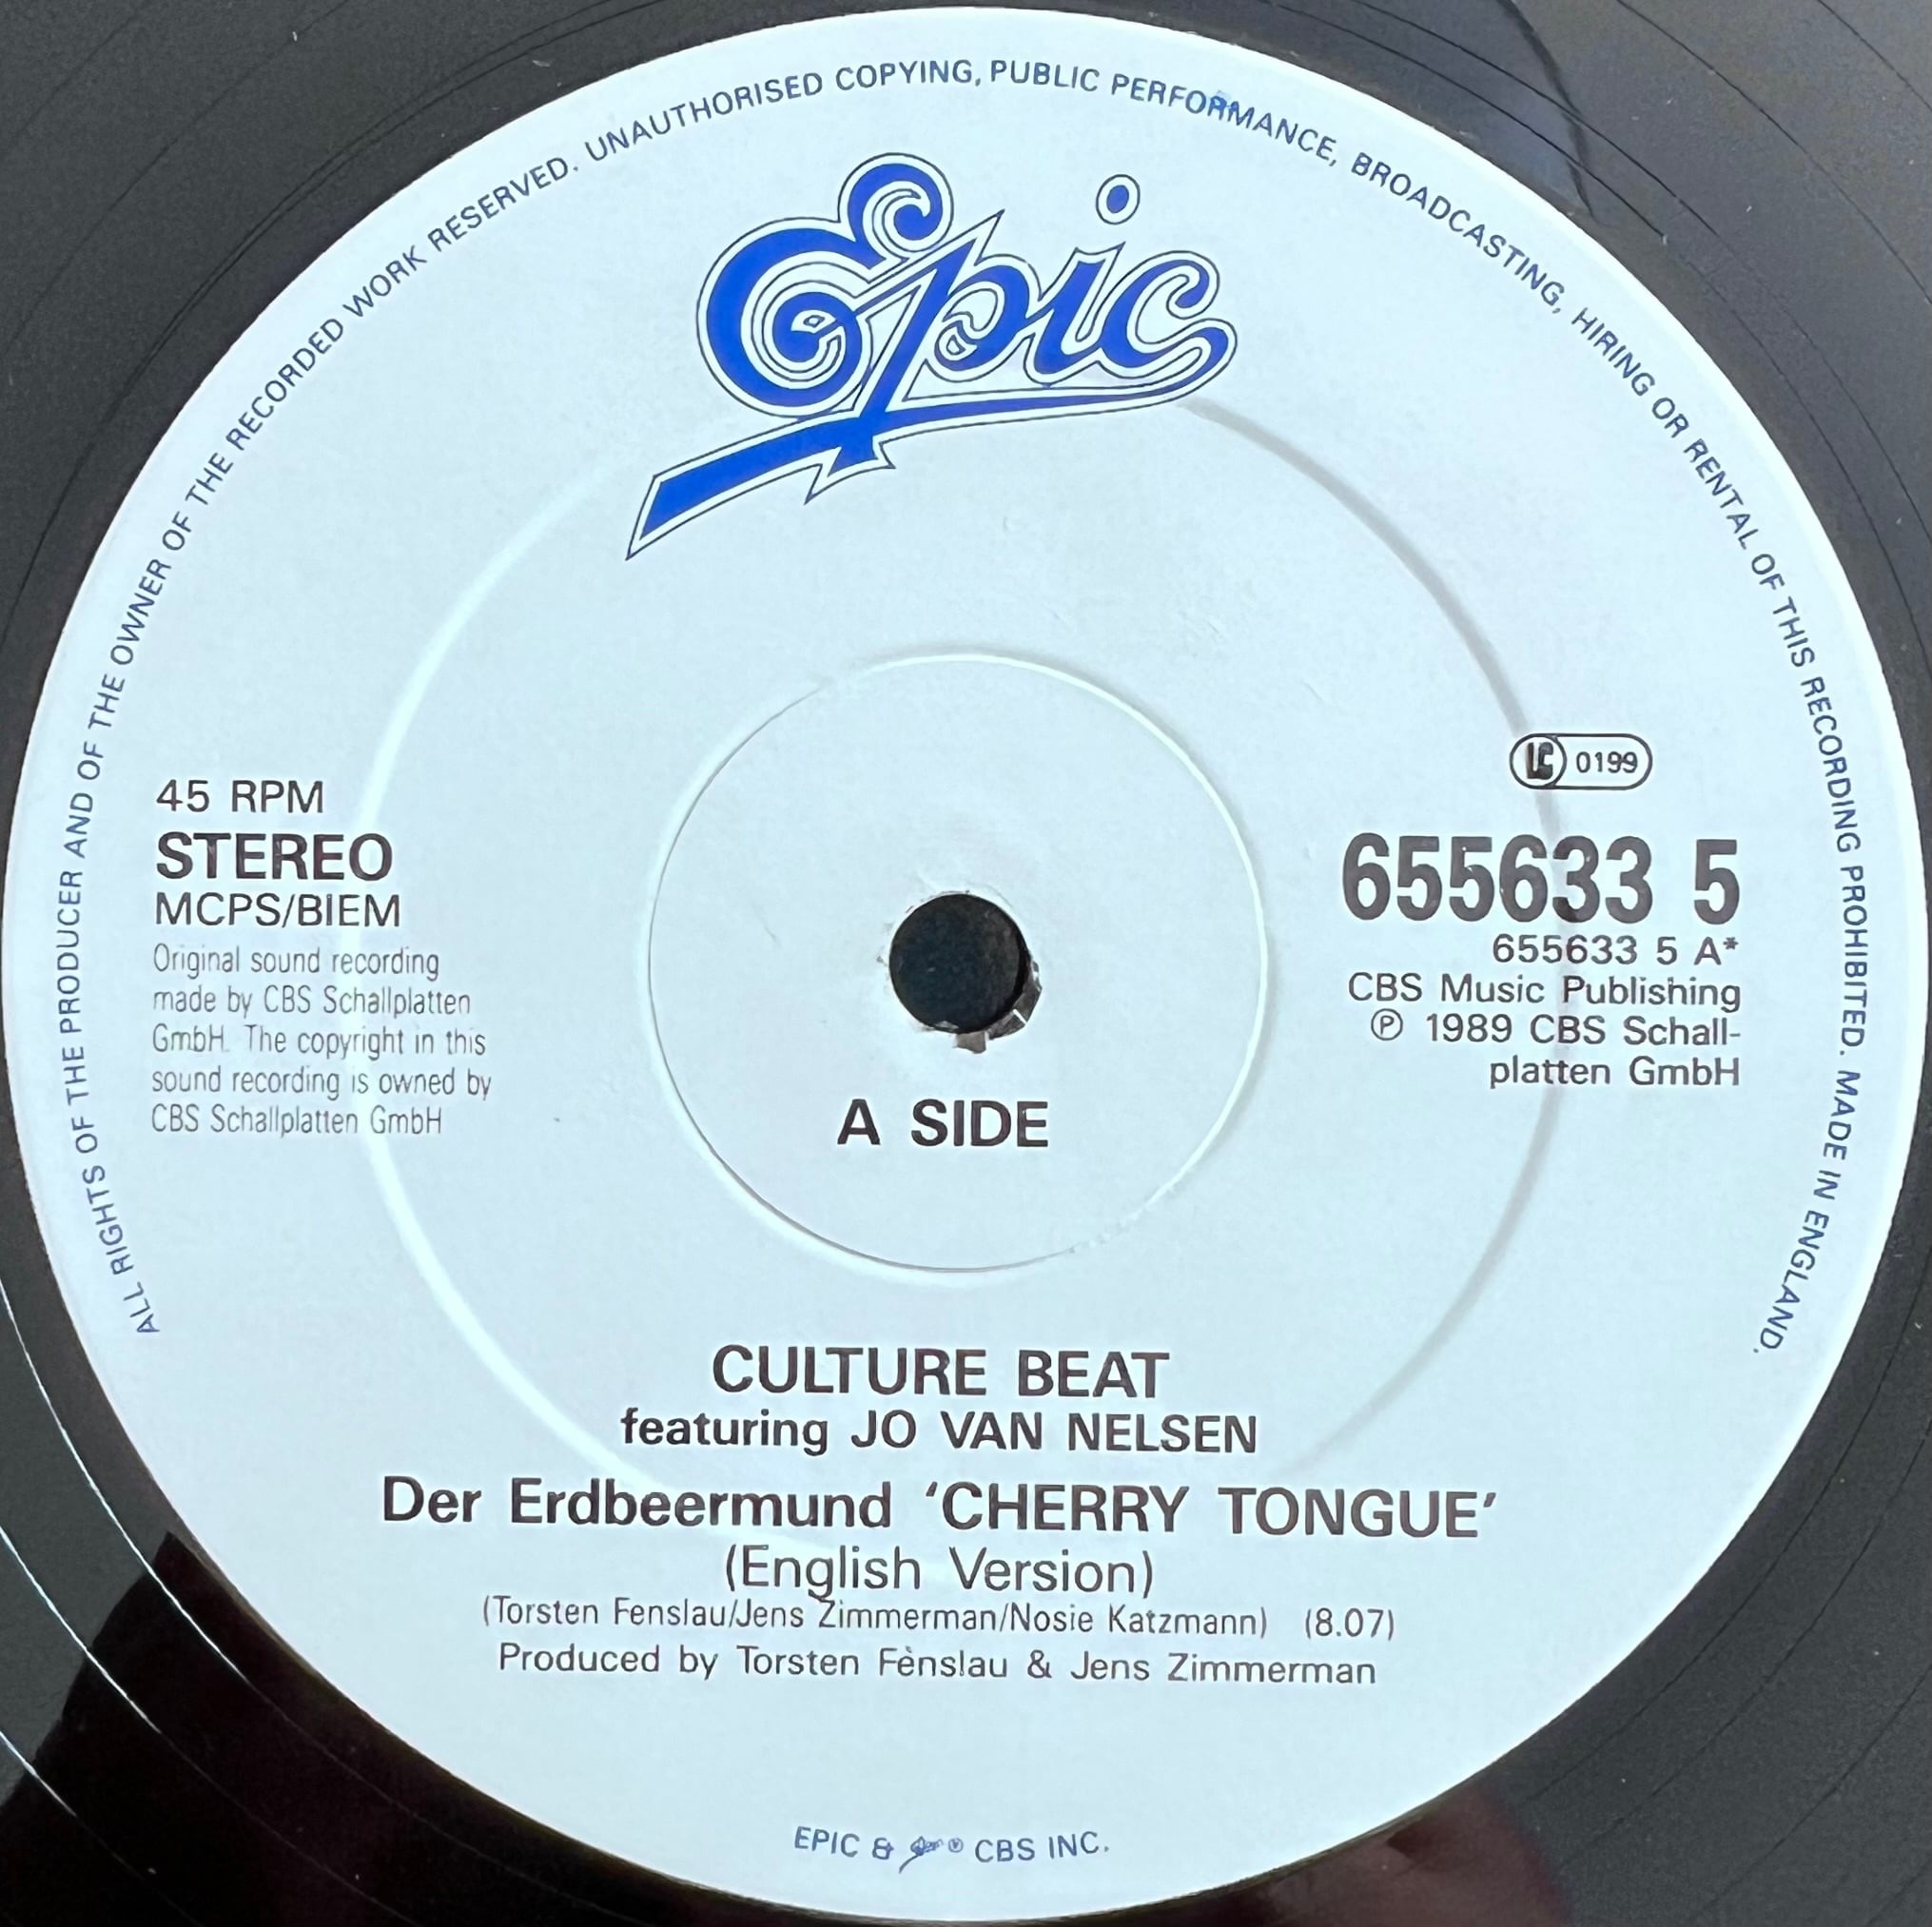 ALL RIGHTS OF THE PRODUCER AND OF THE OWNER OF THE RECORDED WORK RESERVED. UNAUTHORISED COPYING, PUBLIC PERFORMANCE, BROADCASTING, HIRING OR RENTAL OF THIS RECORDING PROHIBITED. MADE IN ENGLAND.
Epic
45 RPM
STEREO
MCPS/BIEM
Original sound recording
made by CBS Schallplatten
GmbH. The copyright in this
sound recording is owned by
CBS Schallplatten GmbH
LC 0199
655633 5
655633 5 A*
CBS Music Publishing
℗ 1989 CBS Schall-
platten GmbH
A SIDE
CULTURE BEAT
featuring JO VAN NELSEN
Der Erdbeermund ‘CHERRY TONGUE’
(English Version)
(Torsten Fenslau/Jens Zimmerman/Nosie Katzmann) (8.07)
Produced by Torsten Fènslau & Jens Zimmerman
EPIC & Epic ® CBS INC.